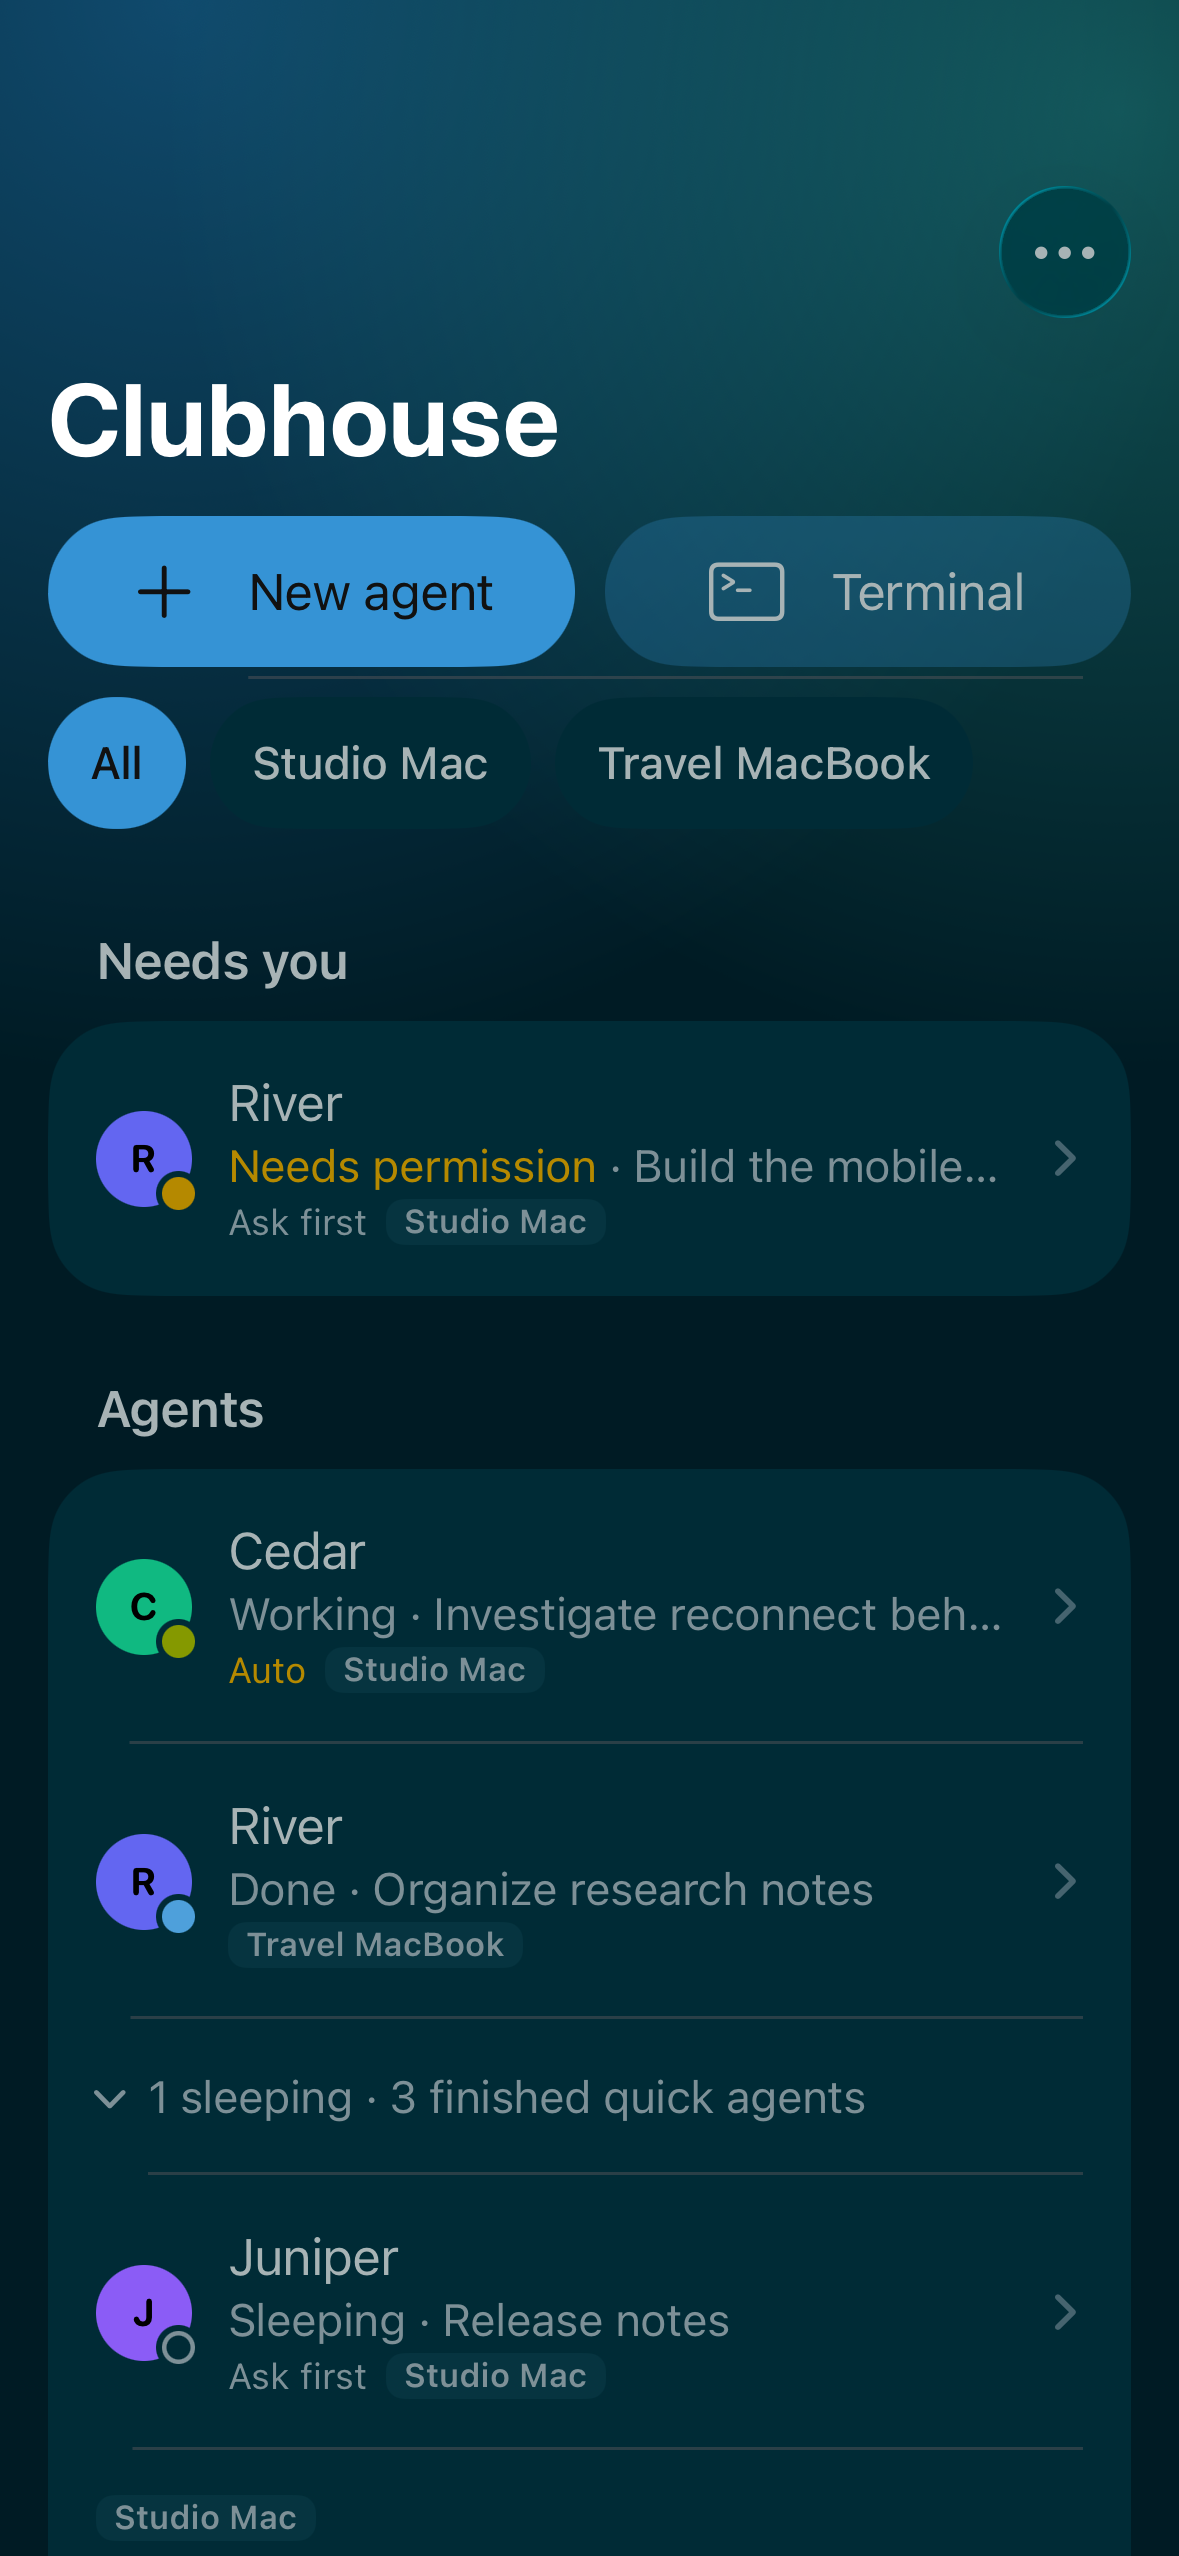 Clubhouse
New agent
Terminal
All
Studio Mac
Travel MacBook
Needs you
R
River
Needs permission · Build the mobile...
Ask first
Studio Mac
Agents
C
Cedar
Working · Investigate reconnect beh...
Auto
Studio Mac
R
River
Done · Organize research notes
Travel MacBook
1 sleeping · 3 finished quick agents
J
Juniper
Sleeping · Release notes
Ask first
Studio Mac
Studio Mac